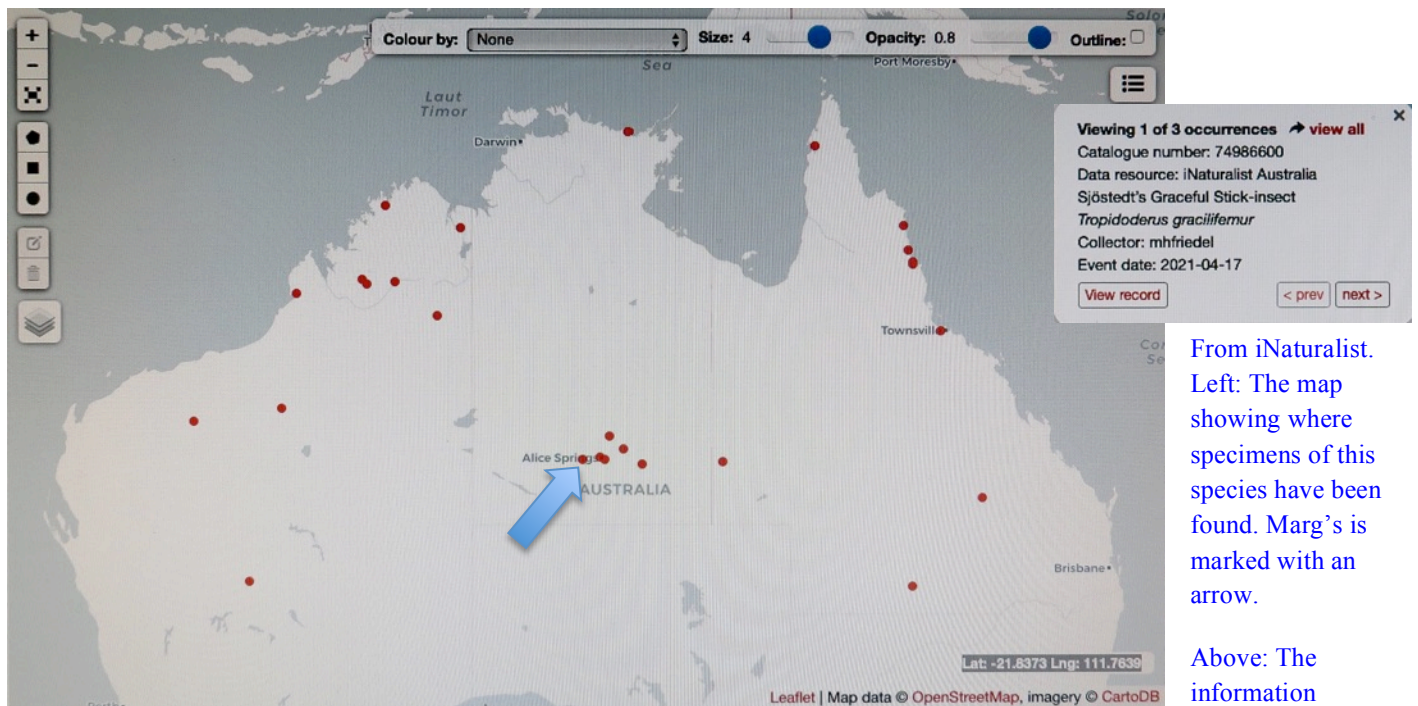 Solo
Colour by: None Size: 4 Opacity: 0.8 Outline:
Sea
Port Moresby
Laut
Timor
Darwin
Viewing 1 of 3 occurrences view all
Catalogue number: 74986600
Data resource: iNaturalist Australia
Sjöstedt's Graceful Stick-insect
Tropidoderus gracilifemur
Collector: mhfriedel
Event date: 2021-04-17
View record < prev next >
Townsville
Alice Springs
AUSTRALIA
Brisbane
Lat: -21.8373 Lng: 111.7639
Leaflet | Map data © OpenStreetMap, imagery © CartoDB
From iNaturalist.
Left: The map
showing where
specimens of this
species have been
found. Marg's is
marked with an
arrow.
Above: The
information